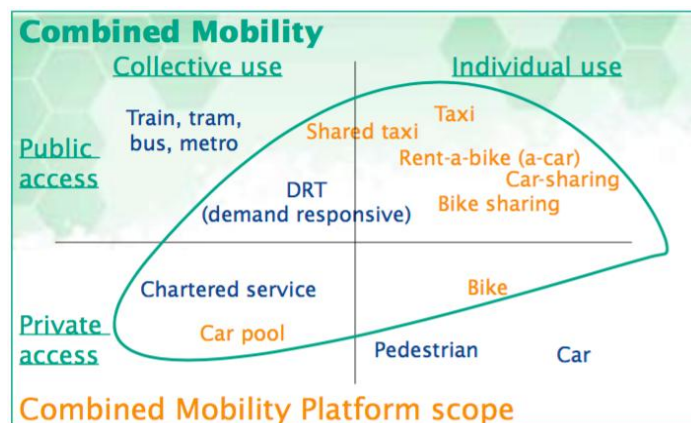 Combined Mobility
Collective use
Individual use
Public
access
Train, tram,
bus, metro
Shared taxi
Taxi
Rent-a-bike (a-car)
Car-sharing
Bike sharing
DRT
(demand responsive)
Chartered service
Bike
Private
access
Car pool
Pedestrian
Car
Combined Mobility Platform scope